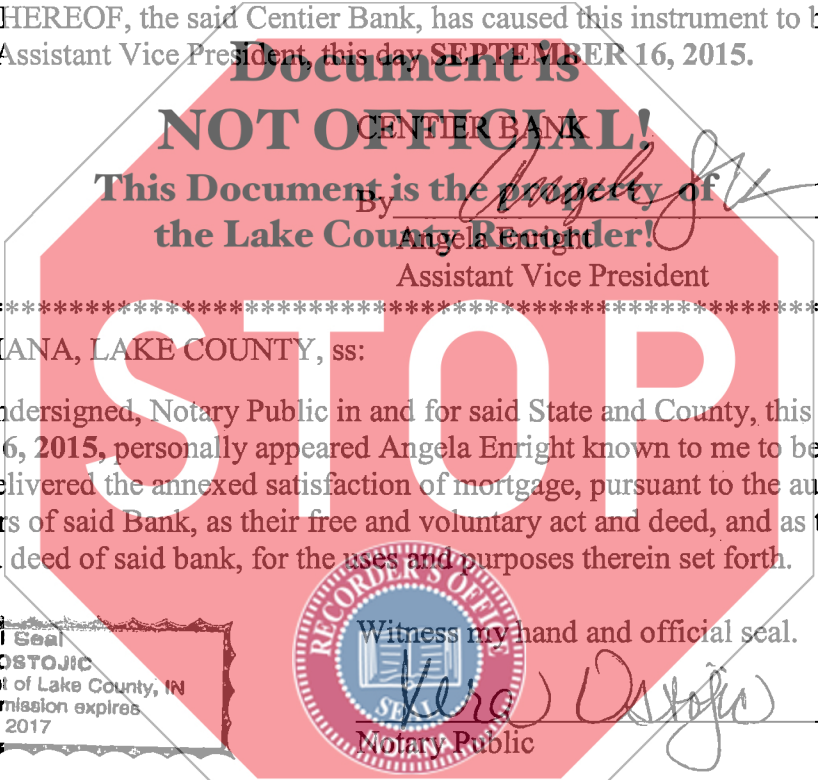 HEREOF, the said Centier Bank, has caused this instrument to b
Assistant Vice President, this day SEPTEMBER 16, 2015.
Document is
NOT OFFICIAL!
This Document is the property of
the Lake County Recorder!
CENTIER BANK
By
Angela Enright
Assistant Vice President
****************************************************************
IANA, LAKE COUNTY, ss:
STOP
ndersigned, Notary Public in and for said State and County, this
6, 2015, personally appeared Angela Enright known to me to be
elivered the annexed satisfaction of mortgage, pursuant to the au
rs of said Bank, as their free and voluntary act and deed, and as t
deed of said bank, for the uses and purposes therein set forth.
RECORDER'S OFFICE
SEAL
INDIANA
l Seal
OSTOJIC
t of Lake County, IN
mission expires
2017
Witness my hand and official seal.
Vera Ostojic
Notary Public